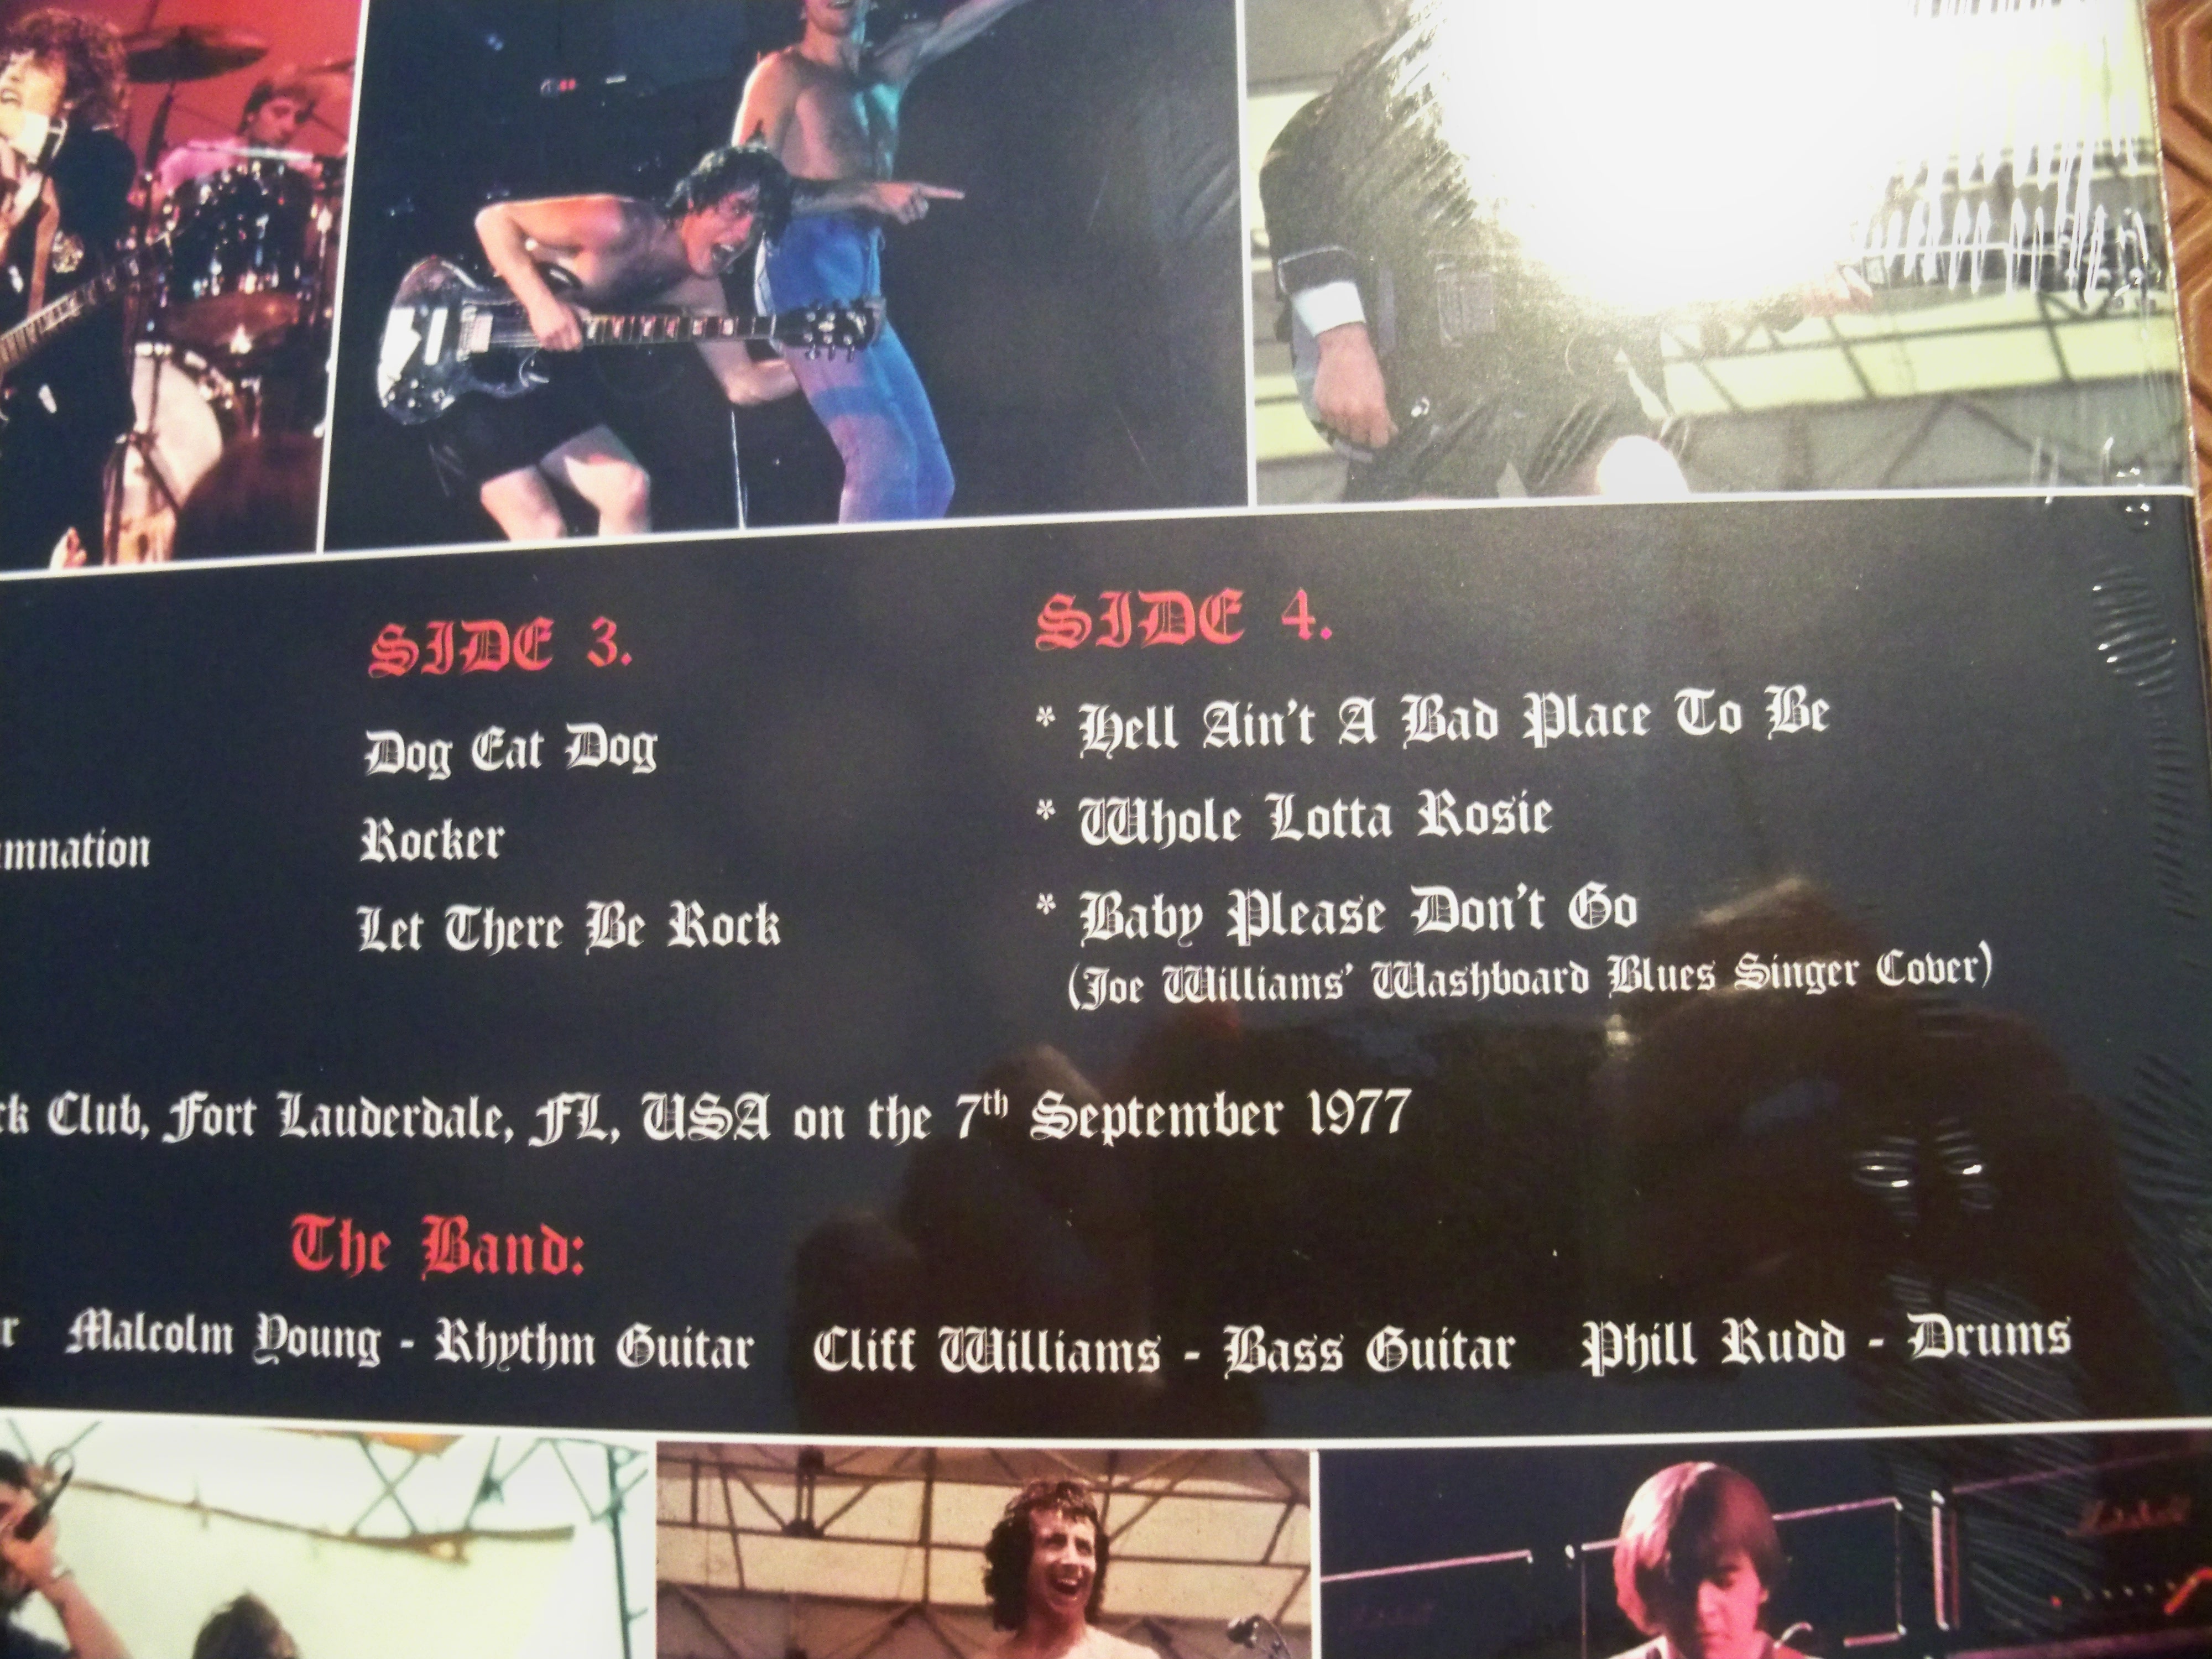 SIDE 3.
Dog Eat Dog
Rocker
Let There Be Rock
SIDE 4.
* Hell Ain't A Bad Place To Be
* Whole Lotta Rosie
* Baby Please Don't Go
(Joe Williams' Washboard Blues Singer Cover)
mnation
ck Club, Fort Lauderdale, FL, USA on the 7th September 1977
The Band:
r Malcolm Young - Rhythm Guitar Cliff Williams - Bass Guitar Phill Rudd - Drums